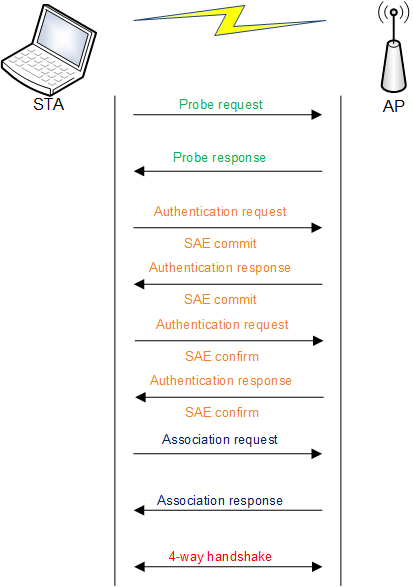 STA
AP
Probe request
Probe response
Authentication request
SAE commit
Authentication response
SAE commit
Authentication request
SAE confirm
Authentication response
SAE confirm
Association request
Association response
4-way handshake